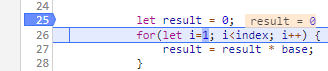 24
25 let result = 0; result = 0
26 for(let i=1; i<index; i++) {
27 result = result * base;
28 }